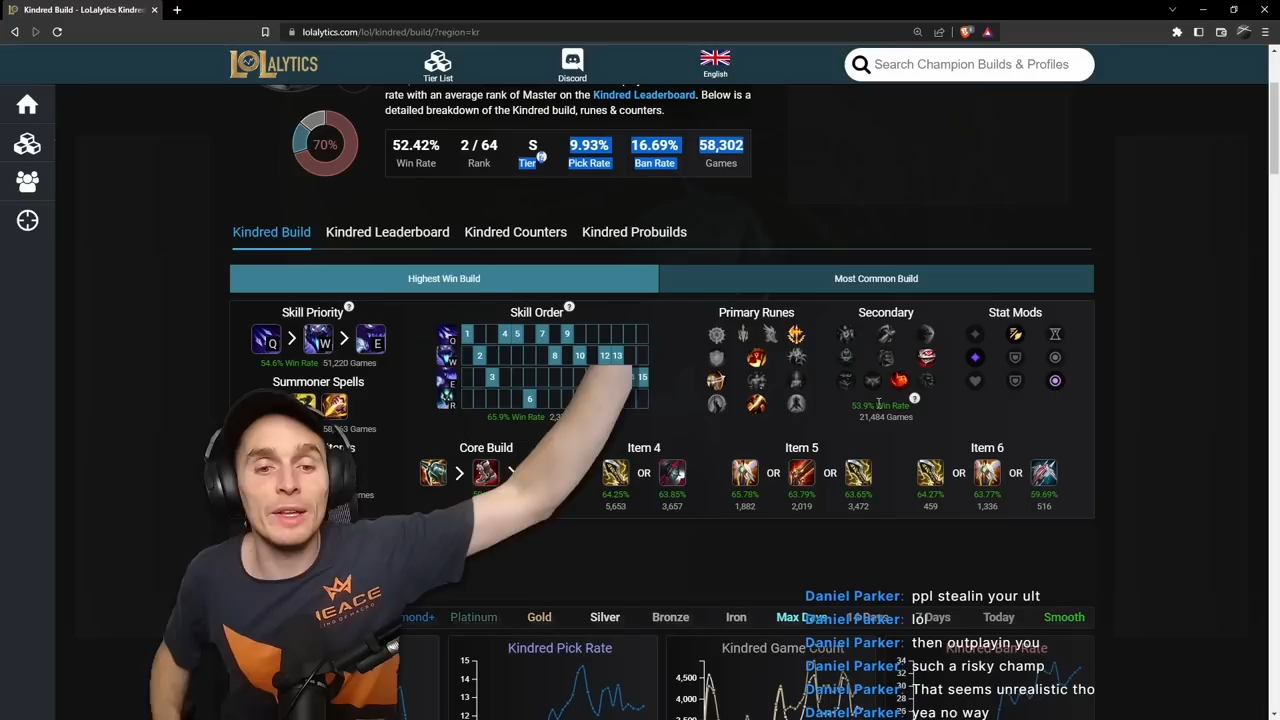 Kindred Build - LoLalytics Kindre
lolalytics.com/lol/kindred/build/?region=kr
LOLALYTICS
Tier List
Discord
English
Search Champion Builds & Profiles
rate with an average rank of Master on the Kindred Leaderboard. Below is a
detailed breakdown of the Kindred build, runes & counters.
70%
52.42% 2 / 64 S 9.93% 16.69% 58,302
Win Rate Rank Tier Pick Rate Ban Rate Games
Kindred Build Kindred Leaderboard Kindred Counters Kindred Probuilds
Highest Win Build Most Common Build
Skill Priority ? Skill Order ? Primary Runes Secondary Stat Mods
Q > W > E
54.6% Win Rate 51,220 Games
Q 1 4 5 7 9
W 2 8 10 12 13
E 3 15
R 6
Summoner Spells
65.9% Win Rate
53.9% Win Rate ?
21,484 Games
Games
Core Build Item 4 Item 5 Item 6
> > OR OR OR OR OR
64.25% 63.85% 65.78% 63.79% 63.65% 64.27% 63.77% 59.69%
5,653 3,657 1,882 2,019 3,472 459 1,336 516
NEACE
Daniel Parker: ppl stealin your ult
Platinum Gold Silver Bronze Iron Days Today Smooth
Daniel Parker: lol
Daniel Parker: then outplayin you
Kindred Pick Rate Kindred Game Count Kindred Ban Rate
Daniel Parker: such a risky champ
Daniel Parker: That seems unrealistic tho
Daniel Parker: yea no way
15
14
13
12
4,500
4,000
34